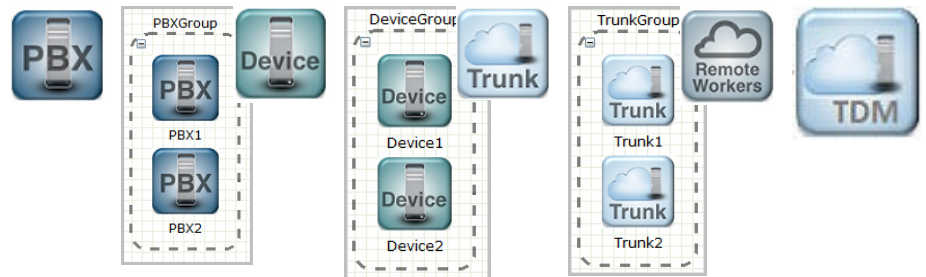 PBX
PBXGroup
PBX
PBX1
PBX
PBX2
Device
DeviceGroup
Device
Device1
Device
Device2
Trunk
TrunkGroup
Trunk
Trunk1
Trunk
Trunk2
Remote
Workers
TDM